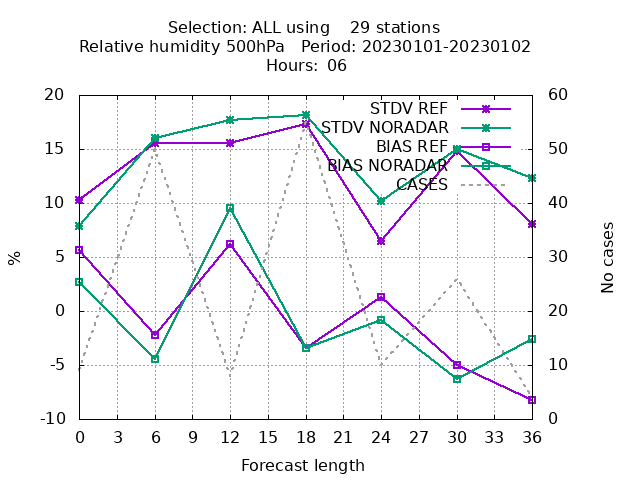 Selection: ALL using    29 stations
Relative humidity 500hPa   Period: 20230101-20230102
Hours: 06
STDV REF
STDV NORADAR
BIAS REF
BIAS NORADAR
CASES
20
15
10
5
0
-5
-10
%
60
50
40
30
20
10
0
No cases
0 3 6 9 12 15 18 21 24 27 30 33 36
Forecast length